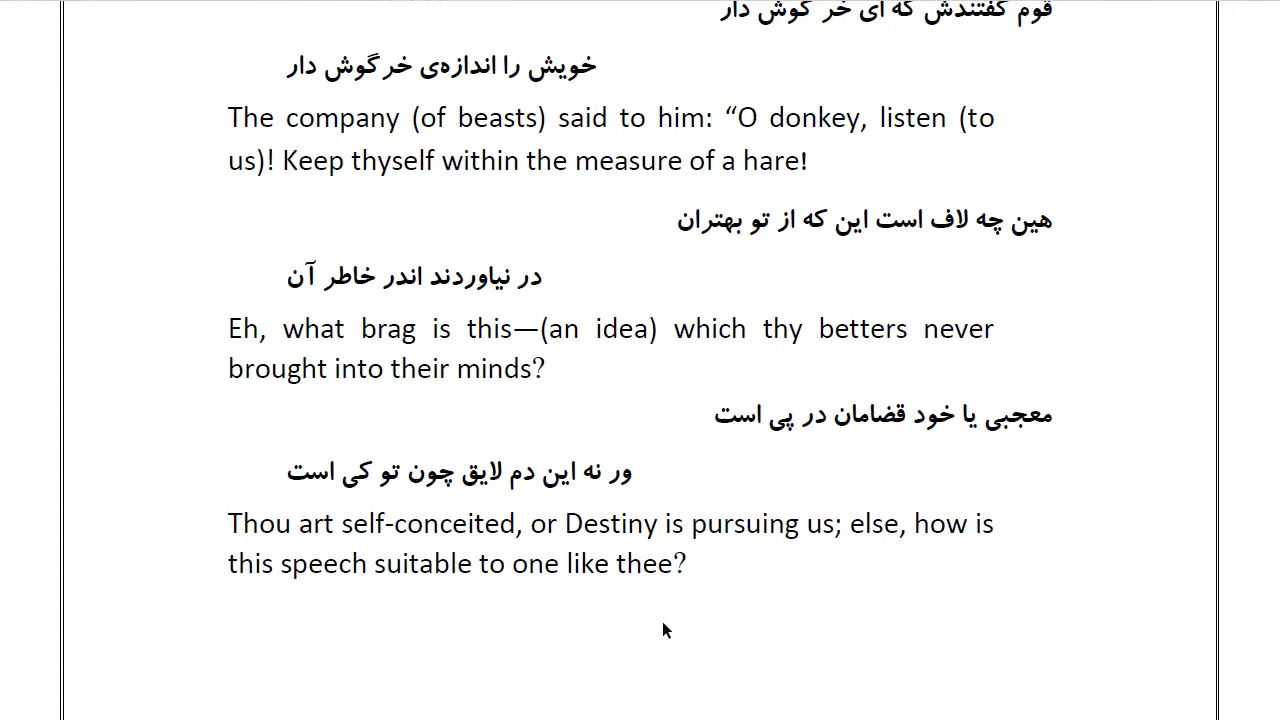 قوم گفتندش که ای خر گوش دار
خویش را اندازه‌ی خرگوش دار
The company (of beasts) said to him: “O donkey, listen (to
us)! Keep thyself within the measure of a hare!
هین چه لاف است این که از تو بهتران
در نیاوردند اندر خاطر آن
Eh, what brag is this—(an idea) which thy betters never
brought into their minds?
معجبی یا خود قضامان در پی است
ور نه این دم لایق چون تو کی است
Thou art self-conceited, or Destiny is pursuing us; else, how is
this speech suitable to one like thee?